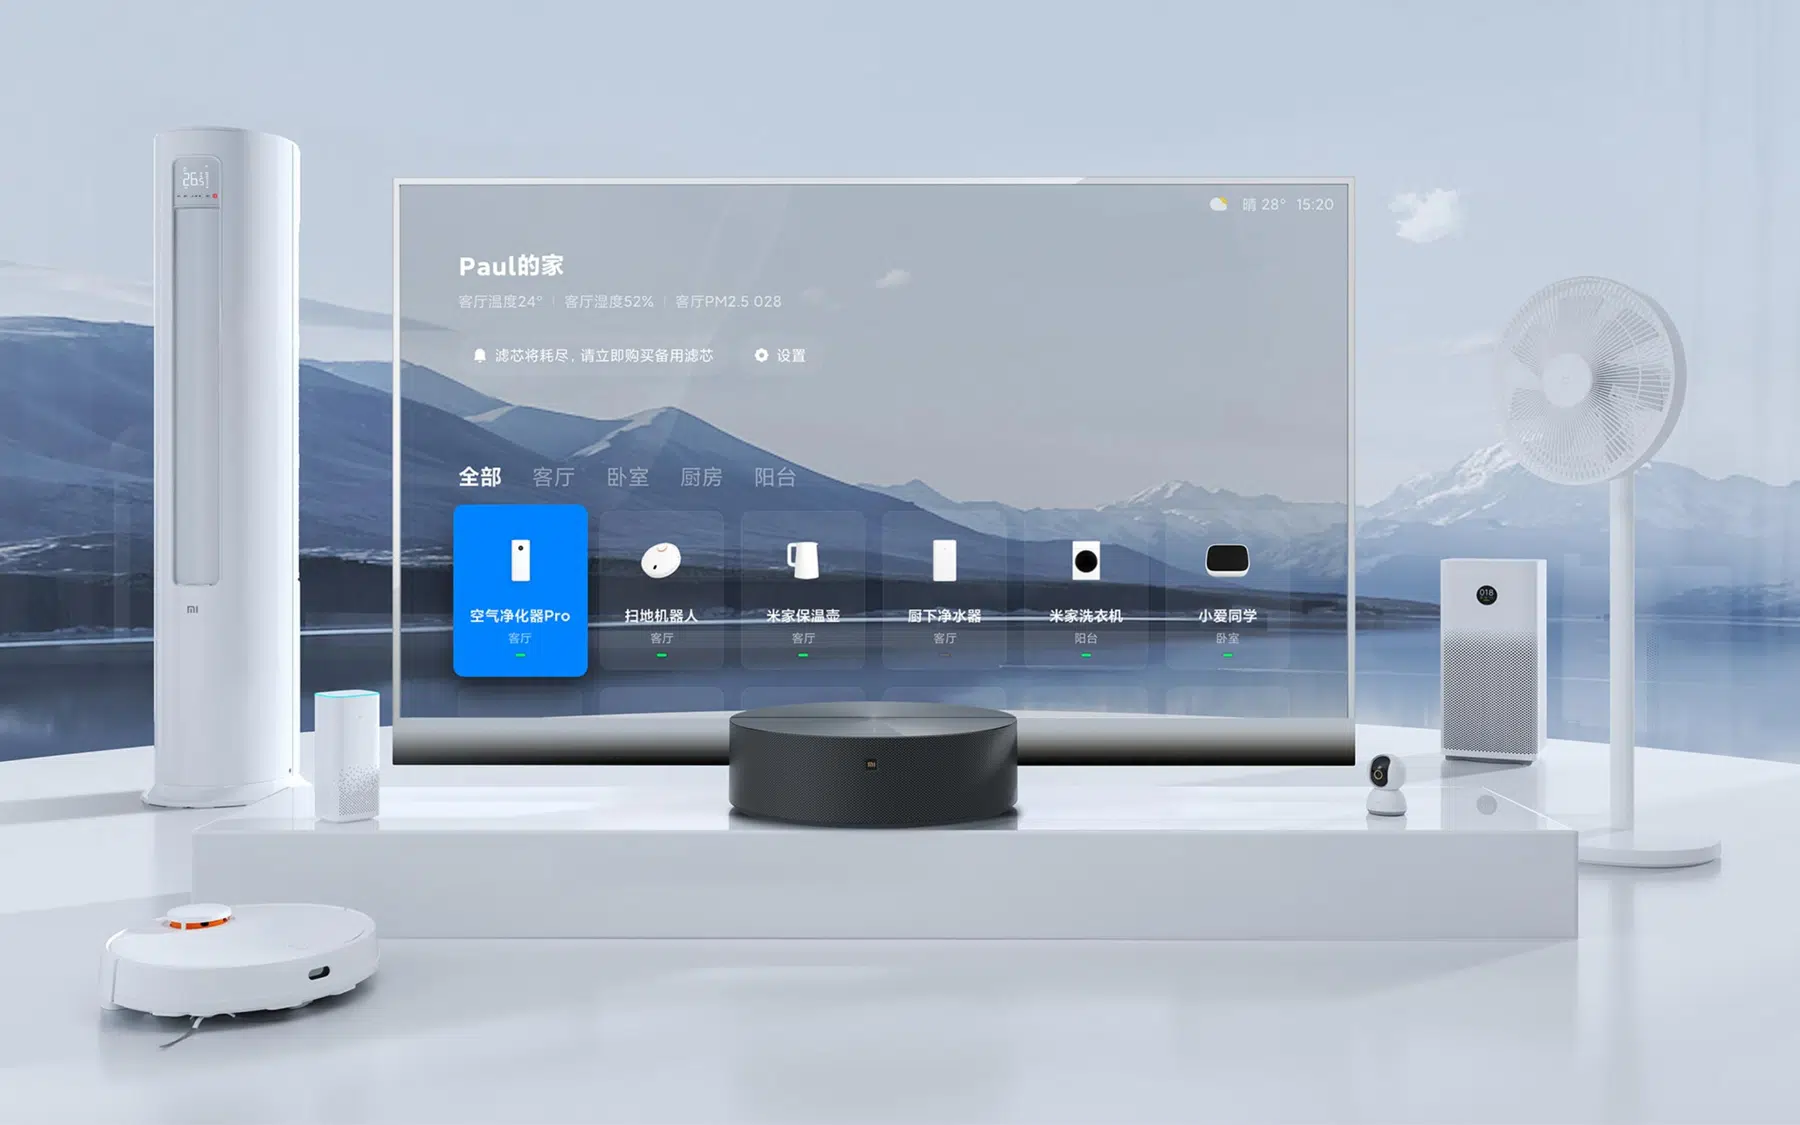 26.5
晴 28° 15:20
Paul的家
客厅温度24° | 客厅湿度52% | 客厅PM2.5 028
滤芯将耗尽，请立即购买备用滤芯 设置
全部 客厅 卧室 厨房 阳台
空气净化器Pro 扫地机器人 米家保温壶 厨下净水器 米家洗衣机 小爱同学
客厅 客厅 客厅 客厅 阳台 卧室
018
mi
mi